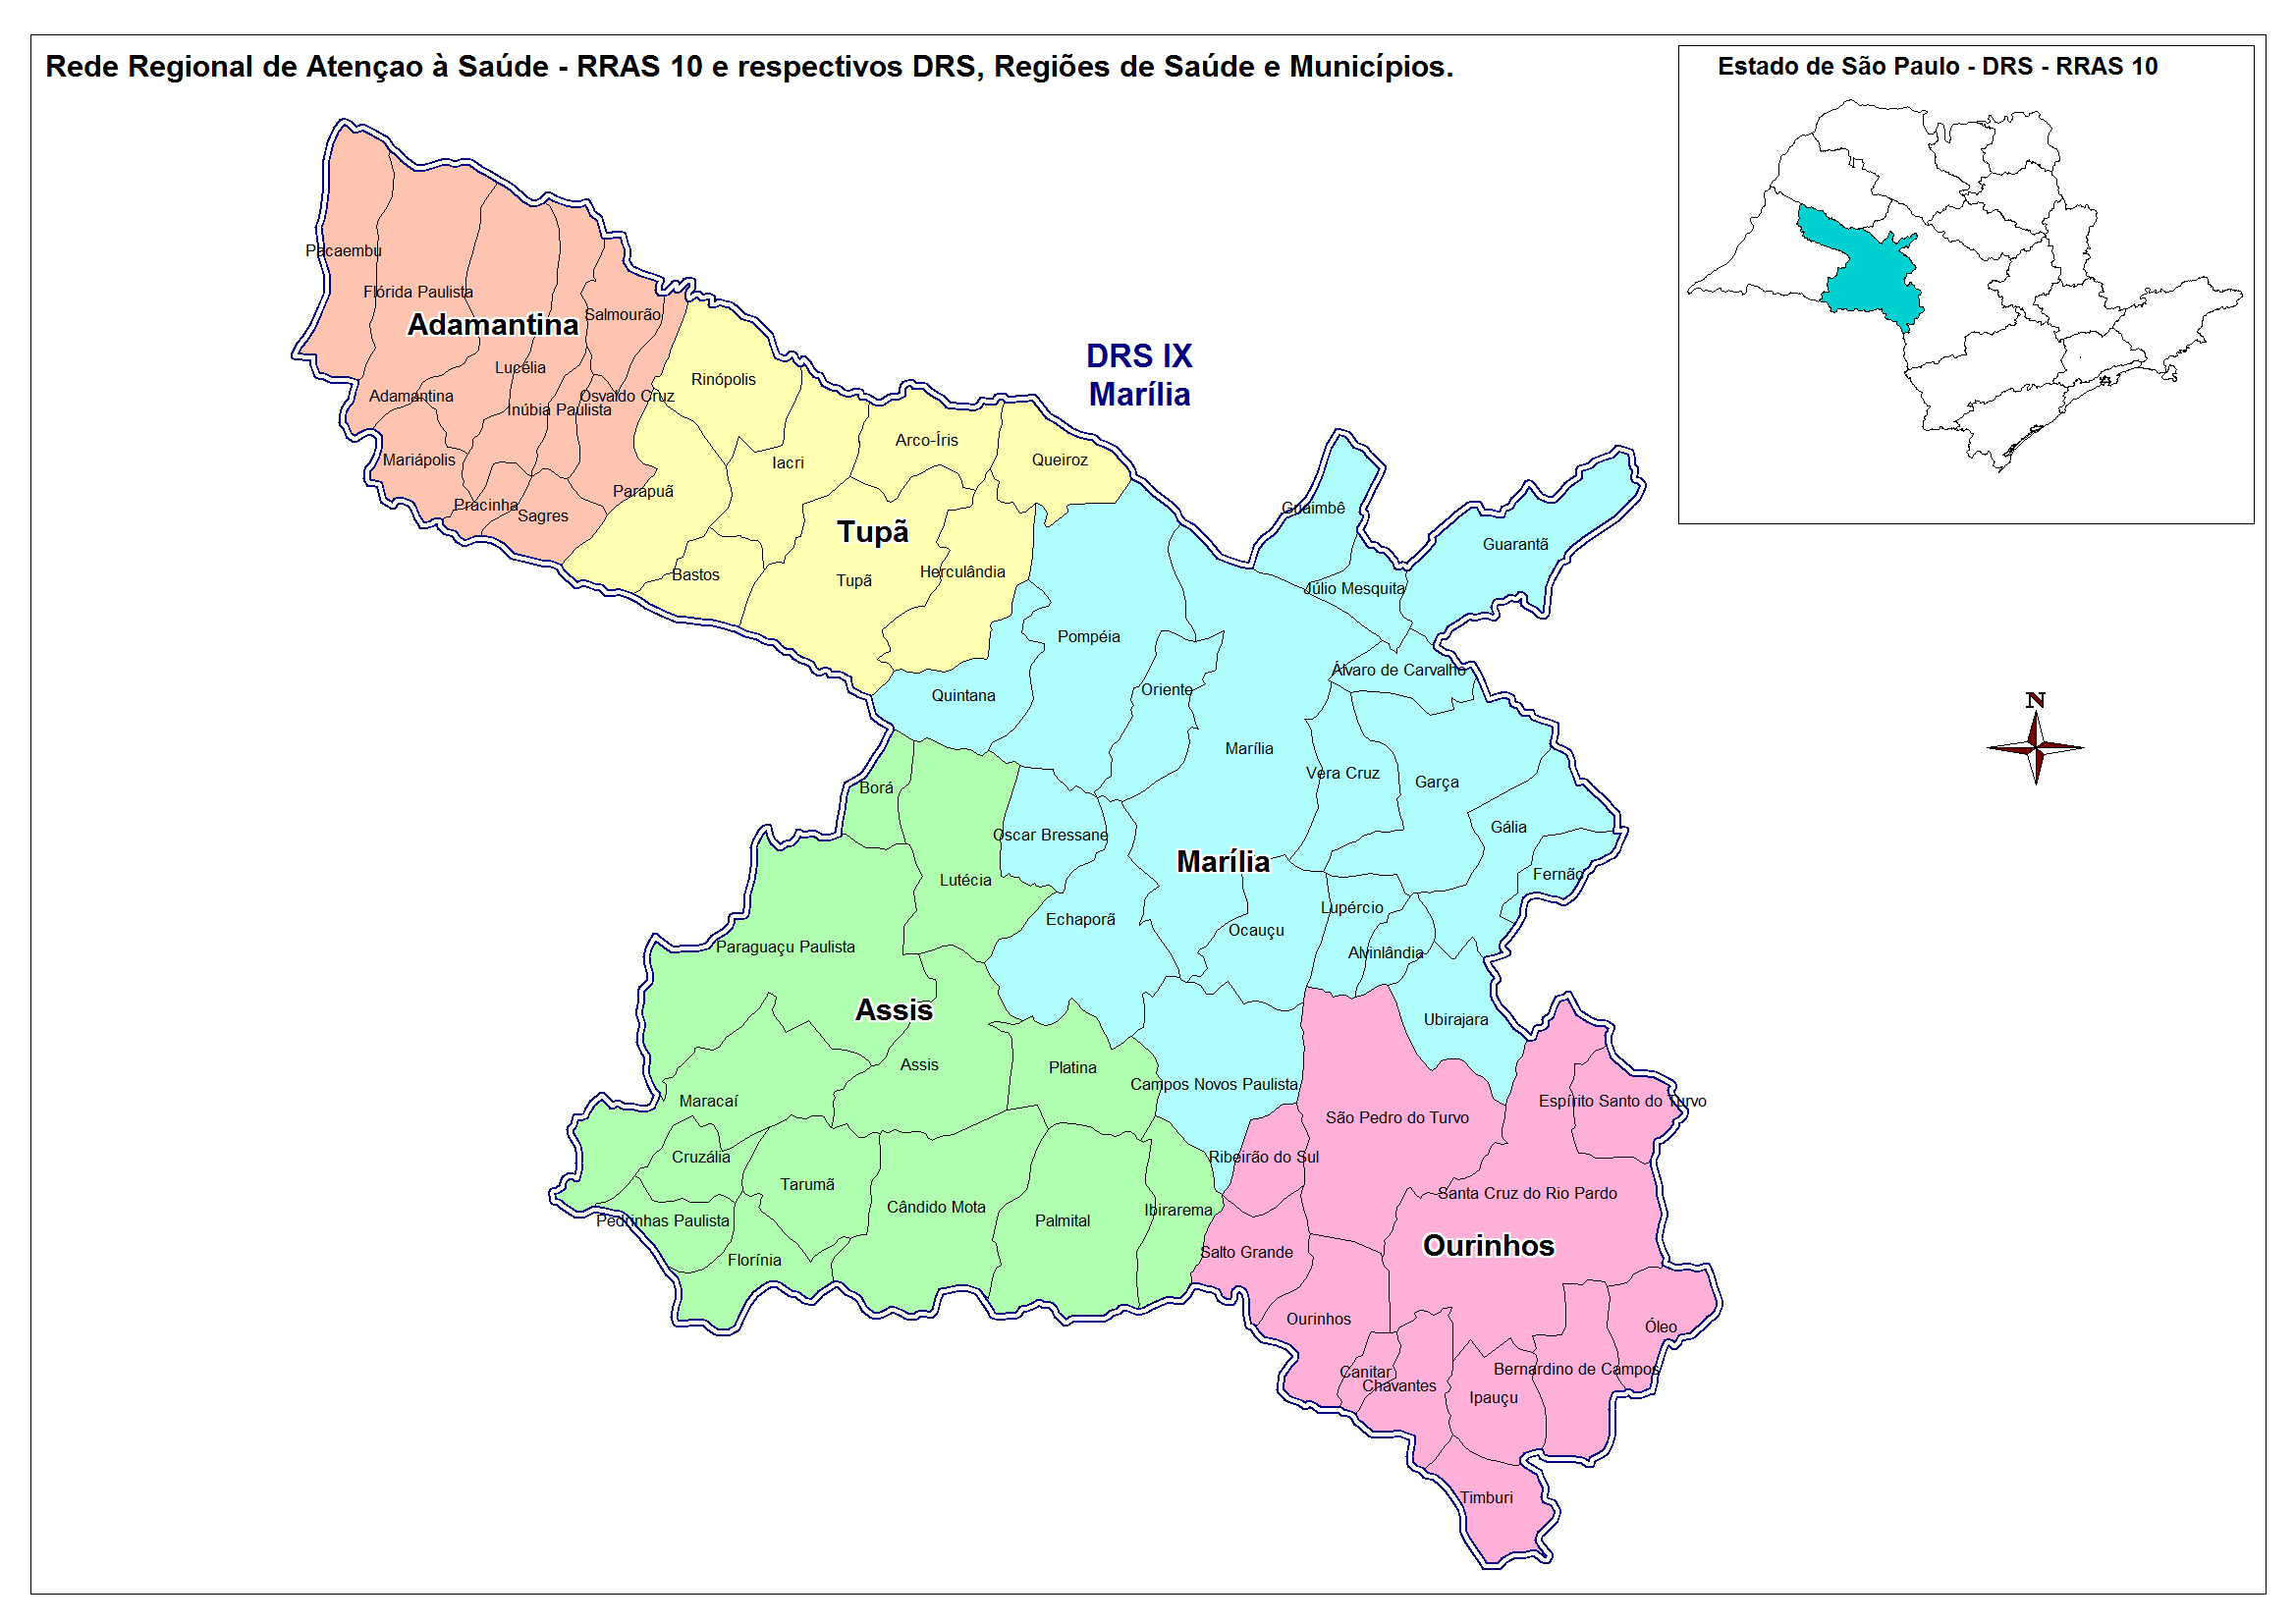 Rede Regional de Atençao à Saúde - RRAS 10 e respectivos DRS, Regiões de Saúde e Municípios.
Estado de São Paulo - DRS - RRAS 10
Pacaembu
Flórida Paulista
Salmourão
Adamantina
DRS IX
Marília
Lucélia
Rinópolis
Adamantina
Osvaldo Cruz
Inúbia Paulista
Arco-Íris
Mariápolis
Iacri
Queiroz
Parapuã
Pracinha
Sagres
Guaimbê
Tupã
Guarantã
Bastos
Tupã
Herculândia
Júlio Mesquita
Pompéia
Álvaro de Carvalho
Quintana
Oriente
N
Marília
Vera Cruz
Garça
Borá
Oscar Bressane
Gália
Marília
Lutécia
Fernão
Lupércio
Echaporã
Ocauçu
Paraguaçu Paulista
Alvinlândia
Assis
Ubirajara
Assis
Platina
Campos Novos Paulista
Maracaí
Espírito Santo do Turvo
São Pedro do Turvo
Cruzália
Ribeirão do Sul
Tarumã
Santa Cruz do Rio Pardo
Cândido Mota
Ibirarema
Pedrinhas Paulista
Palmital
Ourinhos
Salto Grande
Florínia
Ourinhos
Óleo
Canitar
Bernardino de Campos
Chavantes
Ipauçu
Timburi